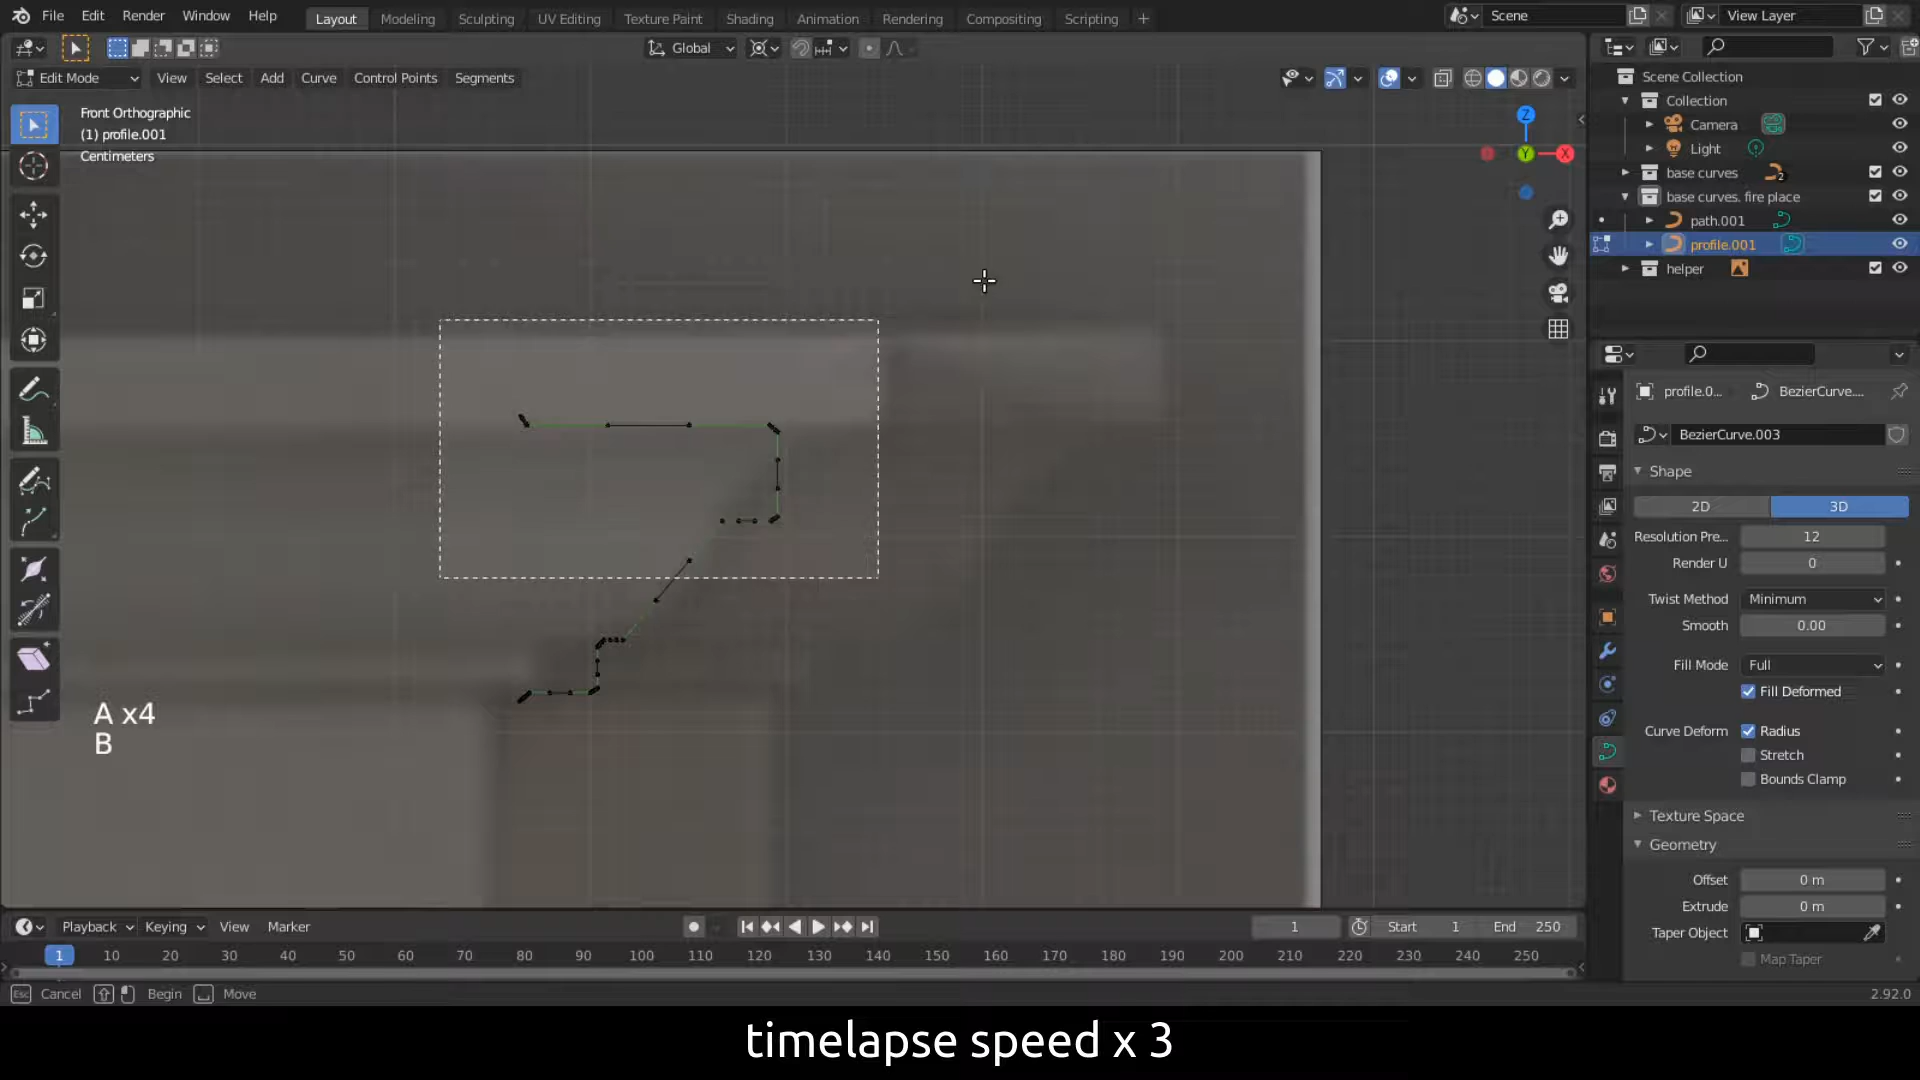 File Edit Render Window Help Layout Modeling Sculpting UV Editing Texture Paint Shading Animation Rendering Compositing Scripting + Scene View Layer
Global
Edit Mode View Select Add Curve Control Points Segments
Front Orthographic
(1) profile.001
Centimeters
Z
Y
X
A x4
B
Scene Collection
Collection
Camera
Light
base curves 2
base curves. fire place
path.001
profile.001
helper
profile.0... BezierCurve....
BezierCurve.003
Shape
2D 3D
Resolution Pre... 12
Render U 0
Twist Method Minimum
Smooth 0.00
Fill Mode Full
Fill Deformed
Curve Deform Radius
Stretch
Bounds Clamp
Texture Space
Geometry
Offset 0 m
Extrude 0 m
Taper Object
Map Taper
Playback Keying View Marker 1 Start 1 End 250
1 10 20 30 40 50 60 70 80 90 100 110 120 130 140 150 160 170 180 190 200 210 220 230 240 250
Esc Cancel Begin Move 2.92.0
timelapse speed x 3